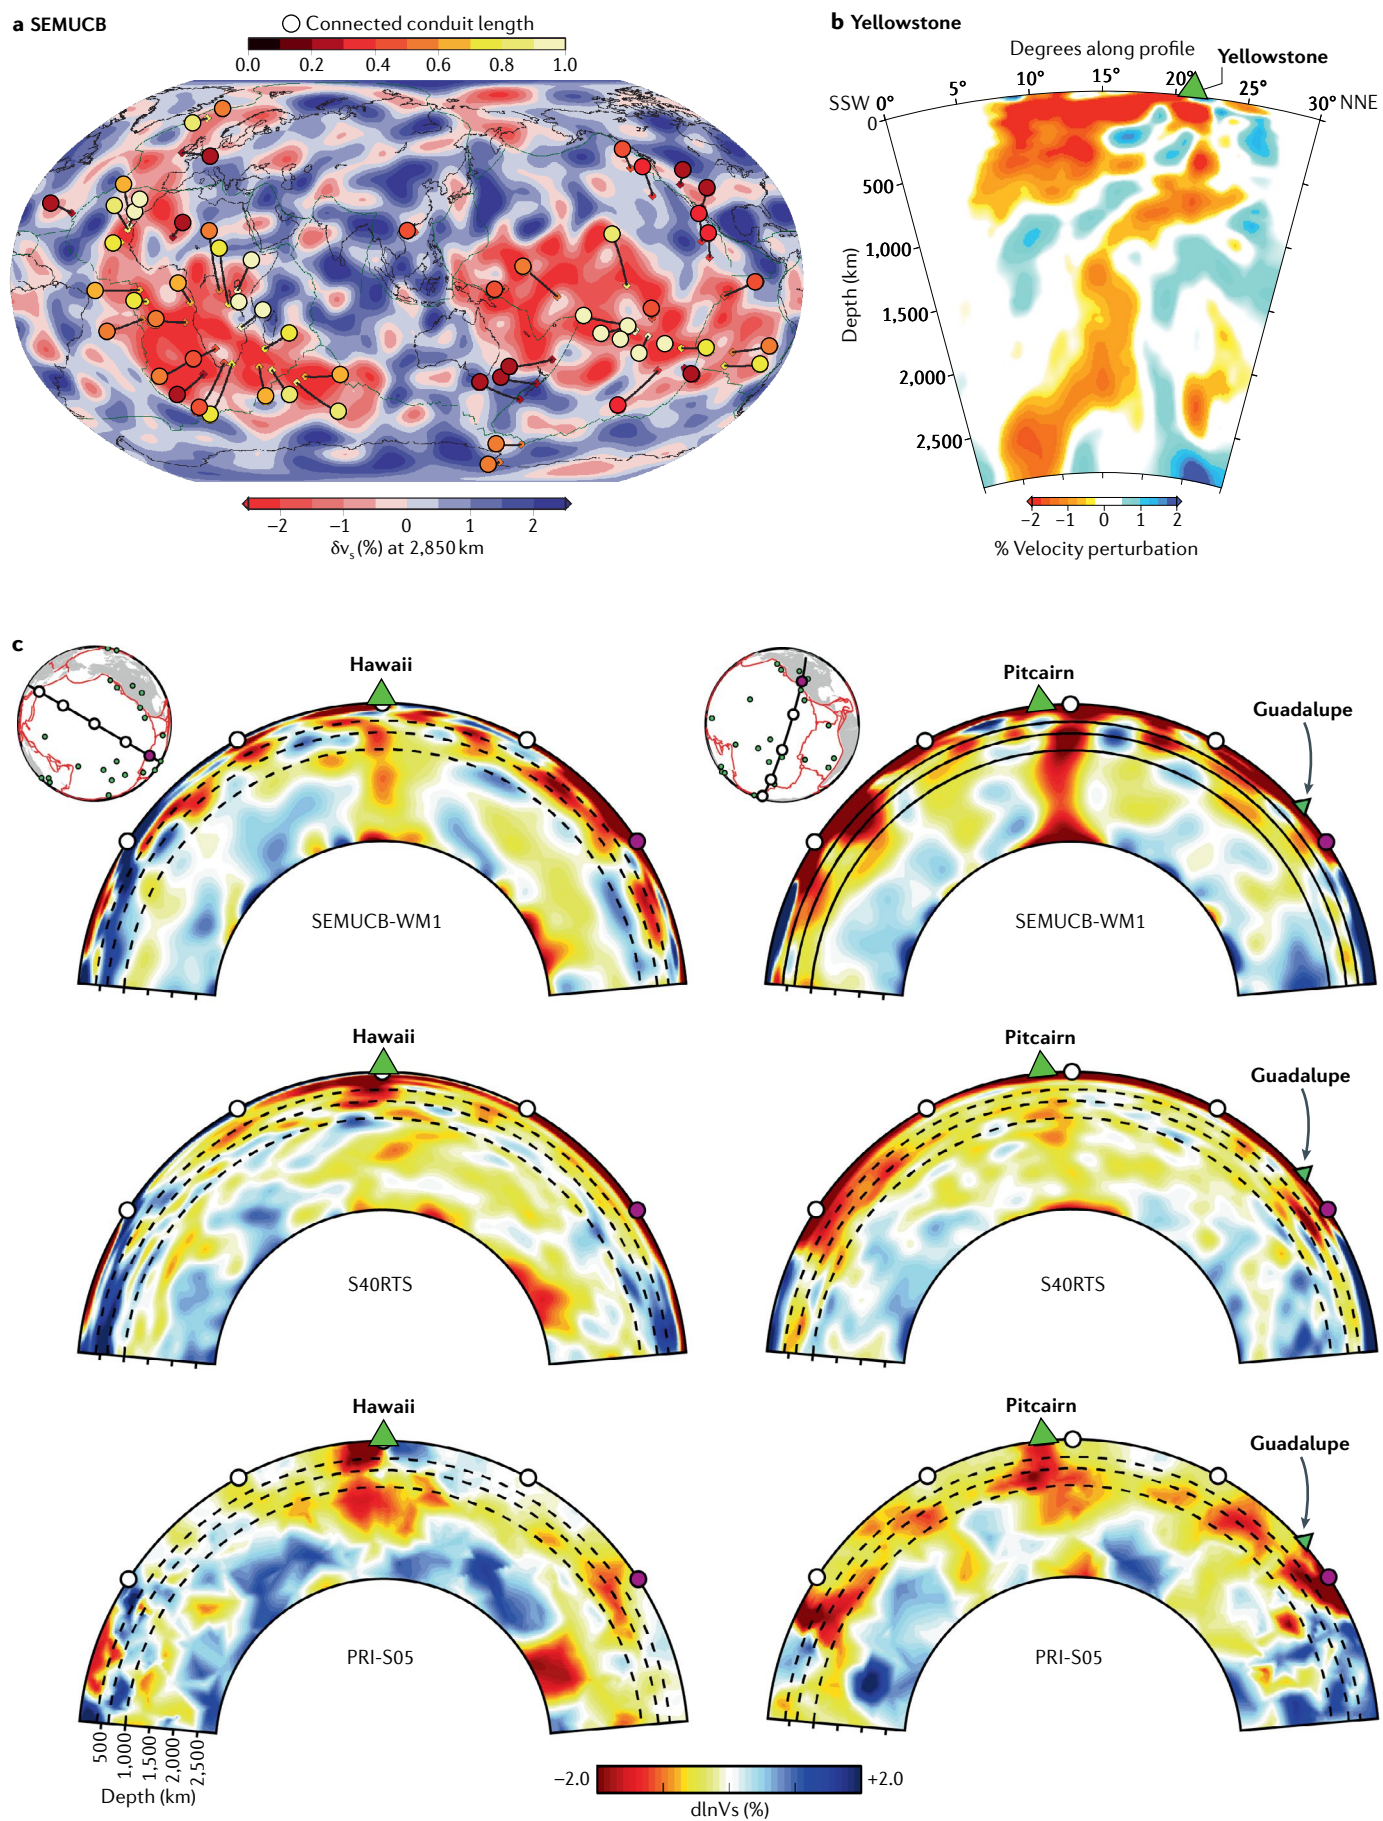 a SEMUCB
Connected conduit length
0.0 0.2 0.4 0.6 0.8 1.0
−2 −1 0 1 2
δvs (%) at 2,850 km
b Yellowstone
Degrees along profile
Yellowstone
SSW 0° 5° 10° 15° 20° 25° 30° NNE
0
500
1,000
1,500
2,000
2,500
Depth (km)
−2 −1 0 1 2
% Velocity perturbation
c
Hawaii
SEMUCB-WM1
Pitcairn
Guadalupe
SEMUCB-WM1
Hawaii
S40RTS
Pitcairn
Guadalupe
S40RTS
Hawaii
PRI-S05
500
1,000
1,500
2,000
2,500
Depth (km)
Pitcairn
Guadalupe
PRI-S05
−2.0 +2.0
dlnVs (%)